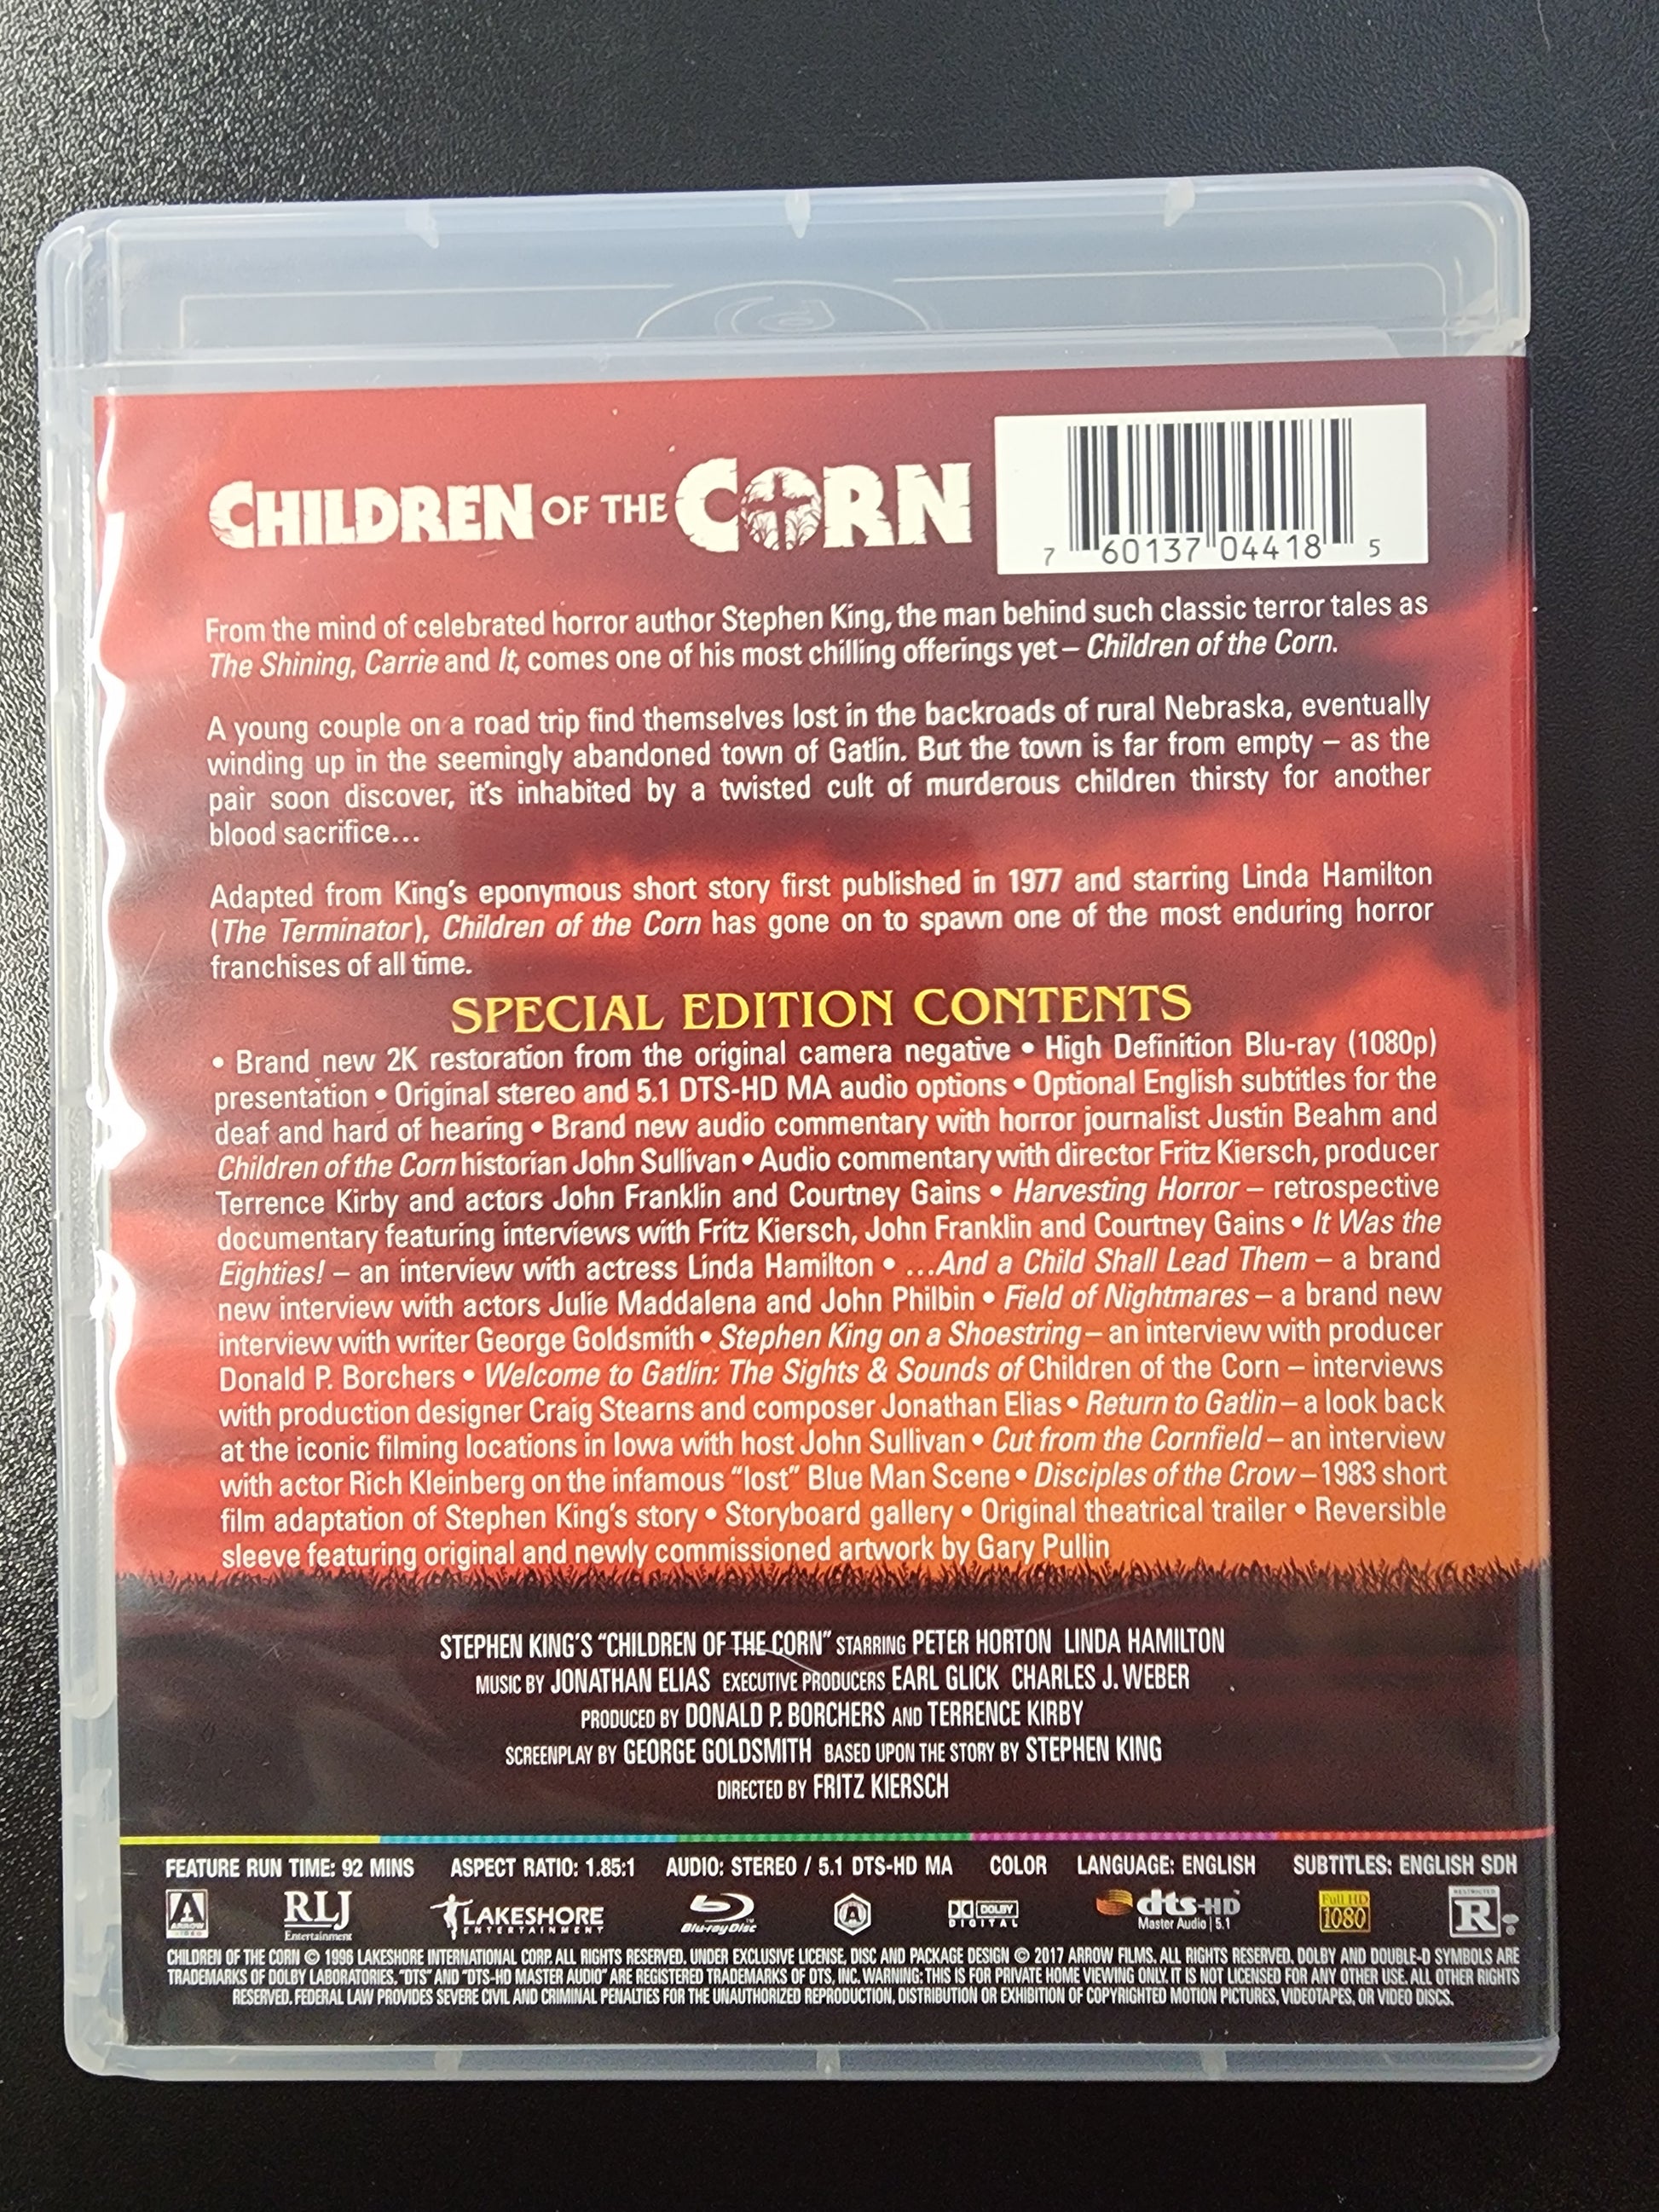 CHILDREN OF THE CORN
7 60137 04418 5
From the mind of celebrated horror author Stephen King, the man behind such classic terror tales as
The Shining, Carrie and It, comes one of his most chilling offerings yet – Children of the Corn.
A young couple on a road trip find themselves lost in the backroads of rural Nebraska, eventually
winding up in the seemingly abandoned town of Gatlin. But the town is far from empty – as the
pair soon discover, it's inhabited by a twisted cult of murderous children thirsty for another
blood sacrifice...
Adapted from King's eponymous short story first published in 1977 and starring Linda Hamilton
(The Terminator), Children of the Corn has gone on to spawn one of the most enduring horror
franchises of all time.
SPECIAL EDITION CONTENTS
• Brand new 2K restoration from the original camera negative • High Definition Blu-ray (1080p)
presentation • Original stereo and 5.1 DTS-HD MA audio options • Optional English subtitles for the
deaf and hard of hearing • Brand new audio commentary with horror journalist Justin Beahm and
Children of the Corn historian John Sullivan • Audio commentary with director Fritz Kiersch, producer
Terrence Kirby and actors John Franklin and Courtney Gains • Harvesting Horror – retrospective
documentary featuring interviews with Fritz Kiersch, John Franklin and Courtney Gains • It Was the
Eighties! – an interview with actress Linda Hamilton • ...And a Child Shall Lead Them – a brand
new interview with actors Julie Maddalena and John Philbin • Field of Nightmares – a brand new
interview with writer George Goldsmith • Stephen King on a Shoestring – an interview with producer
Donald P. Borchers • Welcome to Gatlin: The Sights & Sounds of Children of the Corn – interviews
with production designer Craig Stearns and composer Jonathan Elias • Return to Gatlin – a look back
at the iconic filming locations in Iowa with host John Sullivan • Cut from the Cornfield – an interview
with actor Rich Kleinberg on the infamous “lost” Blue Man Scene • Disciples of the Crow – 1983 short
film adaptation of Stephen King's story • Storyboard gallery • Original theatrical trailer • Reversible
sleeve featuring original and newly commissioned artwork by Gary Pullin
STEPHEN KING'S “CHILDREN OF THE CORN” STARRING PETER HORTON LINDA HAMILTON
MUSIC BY JONATHAN ELIAS EXECUTIVE PRODUCERS EARL GLICK CHARLES J. WEBER
PRODUCED BY DONALD P. BORCHERS AND TERRENCE KIRBY
SCREENPLAY BY GEORGE GOLDSMITH BASED UPON THE STORY BY STEPHEN KING
DIRECTED BY FRITZ KIERSCH
FEATURE RUN TIME: 92 MINS ASPECT RATIO: 1.85:1 AUDIO: STEREO / 5.1 DTS-HD MA COLOR LANGUAGE: ENGLISH SUBTITLES: ENGLISH SDH
A ARROW VIDEO RLJ Entertainment LAKESHORE ENTERTAINMENT Blu-ray Disc A DOLBY DIGITAL dts-HD Master Audio | 5.1 Full HD 1080 RESTRICTED R
CHILDREN OF THE CORN © 1996 LAKESHORE INTERNATIONAL CORP. ALL RIGHTS RESERVED. UNDER EXCLUSIVE LICENSE, DISC AND PACKAGE DESIGN © 2017 ARROW FILMS. ALL RIGHTS RESERVED. DOLBY AND DOUBLE-D SYMBOLS ARE
TRADEMARKS OF DOLBY LABORATORIES. “DTS” AND “DTS-HD MASTER AUDIO” ARE REGISTERED TRADEMARKS OF DTS, INC. WARNING: THIS IS FOR PRIVATE HOME VIEWING ONLY. IT IS NOT LICENSED FOR ANY OTHER USE. ALL OTHER RIGHTS
RESERVED. FEDERAL LAW PROVIDES SEVERE CIVIL AND CRIMINAL PENALTIES FOR THE UNAUTHORIZED REPRODUCTION, DISTRIBUTION OR EXHIBITION OF COPYRIGHTED MOTION PICTURES, VIDEOTAPES, OR VIDEO DISCS.